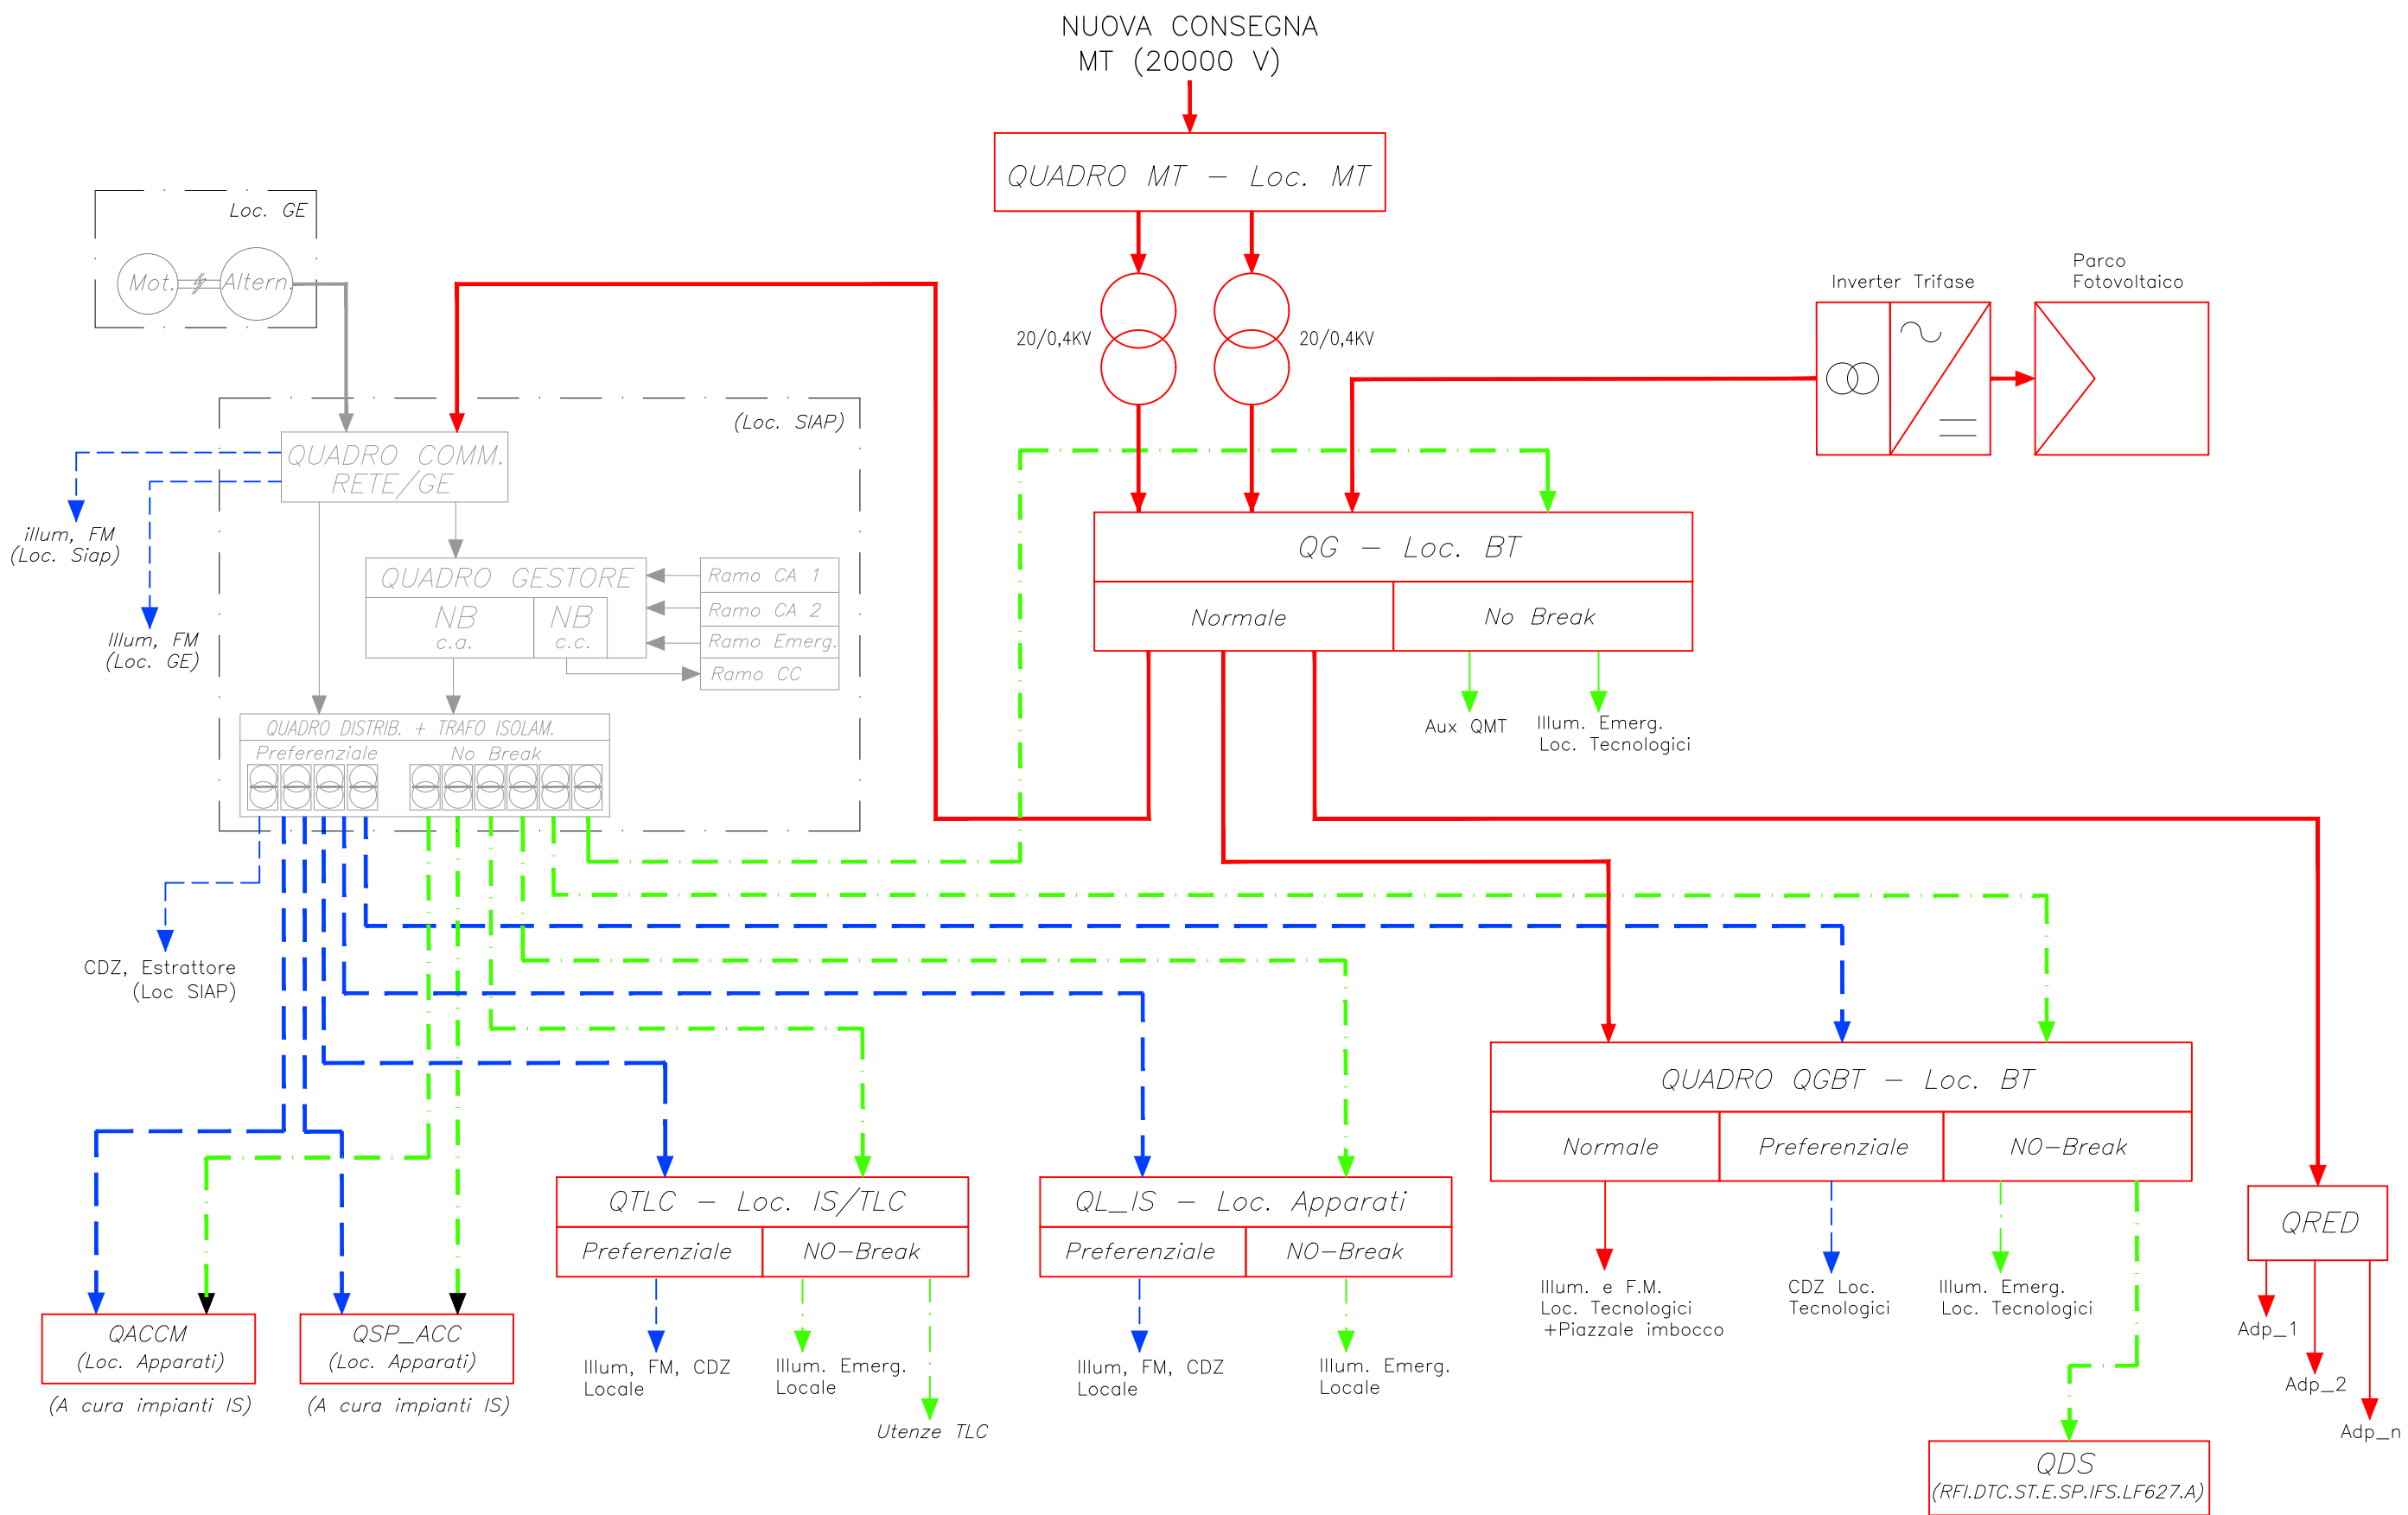 NUOVA CONSEGNA
MT (20000 V)
QUADRO MT - Loc. MT
Loc. GE
Mot.
Altern.
20/0,4KV
20/0,4KV
Inverter Trifase
Parco
Fotovoltaico
(Loc. SIAP)
QUADRO COMM.
RETE/GE
illum, FM
(Loc. Siap)
Illum, FM
(Loc. GE)
QUADRO GESTORE
NB
c.a.
NB
c.c.
Ramo CA 1
Ramo CA 2
Ramo Emerg.
Ramo CC
QG - Loc. BT
Normale
No Break
Aux QMT
Illum. Emerg.
Loc. Tecnologici
QUADRO DISTRIB. + TRAFO ISOLAM.
Preferenziale
No Break
CDZ, Estrattore
(Loc SIAP)
QUADRO QGBT - Loc. BT
Normale
Preferenziale
NO-Break
QTLC - Loc. IS/TLC
Preferenziale
NO-Break
QL_IS - Loc. Apparati
Preferenziale
NO-Break
QRED
Illum. e F.M.
Loc. Tecnologici
+Piazzale imbocco
CDZ Loc.
Tecnologici
Illum. Emerg.
Loc. Tecnologici
Adp_1
Adp_2
Adp_n
QACCM
(Loc. Apparati)
(A cura impianti IS)
QSP_ACC
(Loc. Apparati)
(A cura impianti IS)
Illum, FM, CDZ
Locale
Illum. Emerg.
Locale
Utenze TLC
Illum, FM, CDZ
Locale
Illum. Emerg.
Locale
QDS
(RFI.DTC.ST.E.SP.IFS.LF627.A)